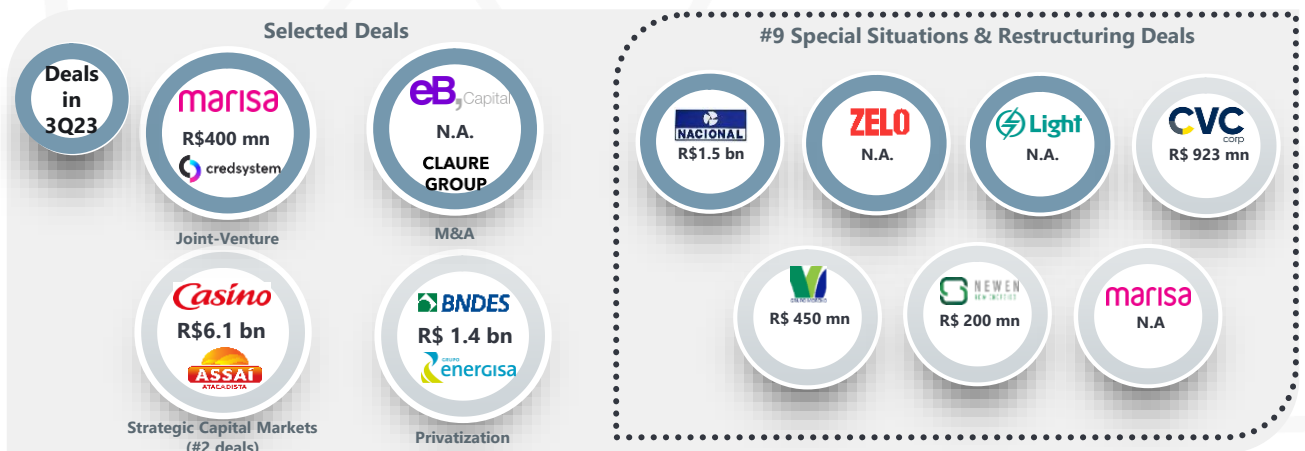 Selected Deals
Deals
in
3Q23
marisa
R$400 mn
credsystem
Joint-Venture
eB, Capital
N.A.
CLAURE
GROUP
M&A
Casino
R$6.1 bn
ASSAÍ
ATACADISTA
Strategic Capital Markets
(#2 deals)
BNDES
R$ 1.4 bn
GRUPO
energisa
Privatization
#9 Special Situations & Restructuring Deals
NACIONAL
R$1.5 bn
ZELO
N.A.
Light
N.A.
CVC
corp
R$ 923 mn
R$ 450 mn
NEWEN
R$ 200 mn
marisa
N.A